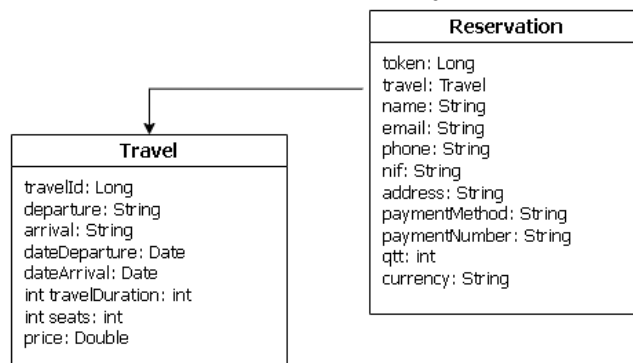 Reservation
token: Long
travel: Travel
name: String
email: String
phone: String
nif: String
address: String
paymentMethod: String
paymentNumber: String
qtt: int
currency: String
Travel
travelId: Long
departure: String
arrival: String
dateDeparture: Date
dateArrival: Date
int travelDuration: int
int seats: int
price: Double